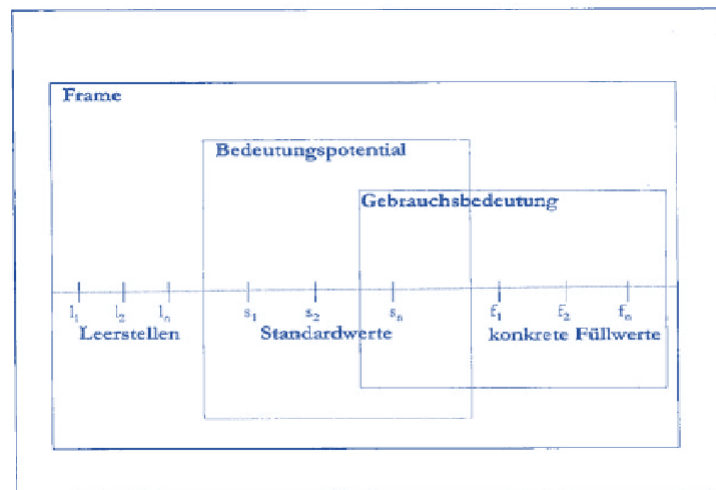 Frame
Bedeutungspotential
Gebrauchsbedeutung
l₁ l₂ lₙ s₁ s₂ sₙ f₁ f₂ fₙ
Leerstellen Standardwerte konkrete Füllwerte